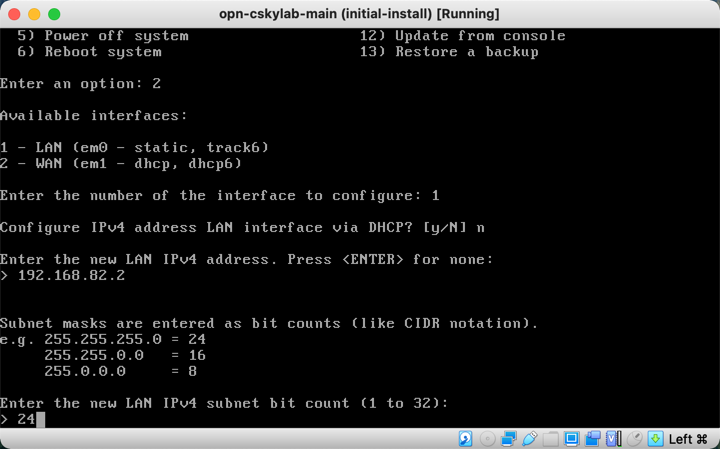 opn-cskylab-main (initial-install) [Running]
5) Power off system 12) Update from console
6) Reboot system 13) Restore a backup
Enter an option: 2
Available interfaces:
1 - LAN (em0 - static, track6)
2 - WAN (em1 - dhcp, dhcp6)
Enter the number of the interface to configure: 1
Configure IPv4 address LAN interface via DHCP? [y/N] n
Enter the new LAN IPv4 address. Press <ENTER> for none:
> 192.168.82.2
Subnet masks are entered as bit counts (like CIDR notation).
e.g. 255.255.255.0 = 24
255.255.0.0 = 16
255.0.0.0 = 8
Enter the new LAN IPv4 subnet bit count (1 to 32):
> 24
Left ⌘